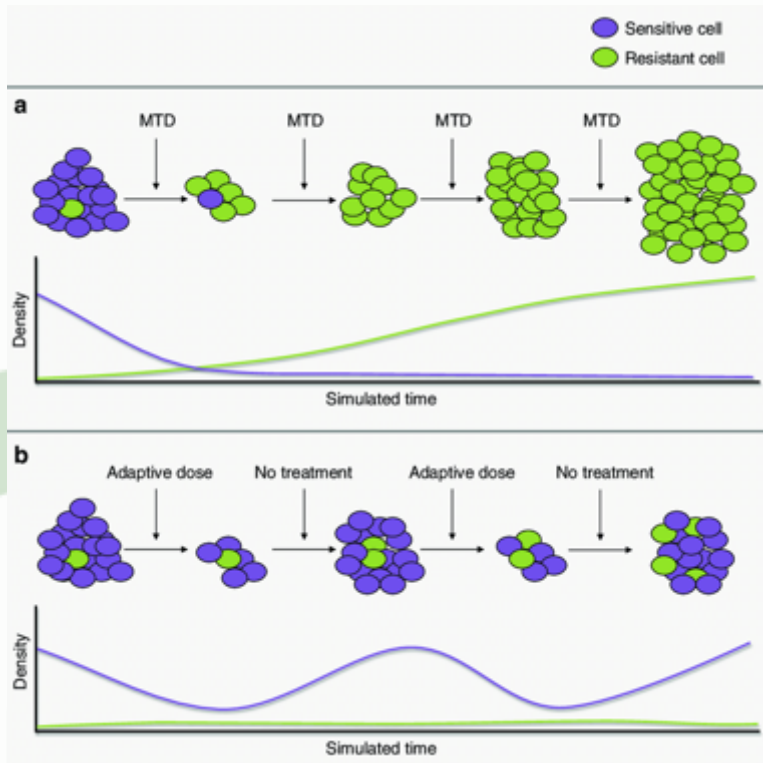 Sensitive cell
Resistant cell
a
MTD MTD MTD MTD
Density
Simulated time
b
Adaptive dose No treatment Adaptive dose No treatment
Density
Simulated time